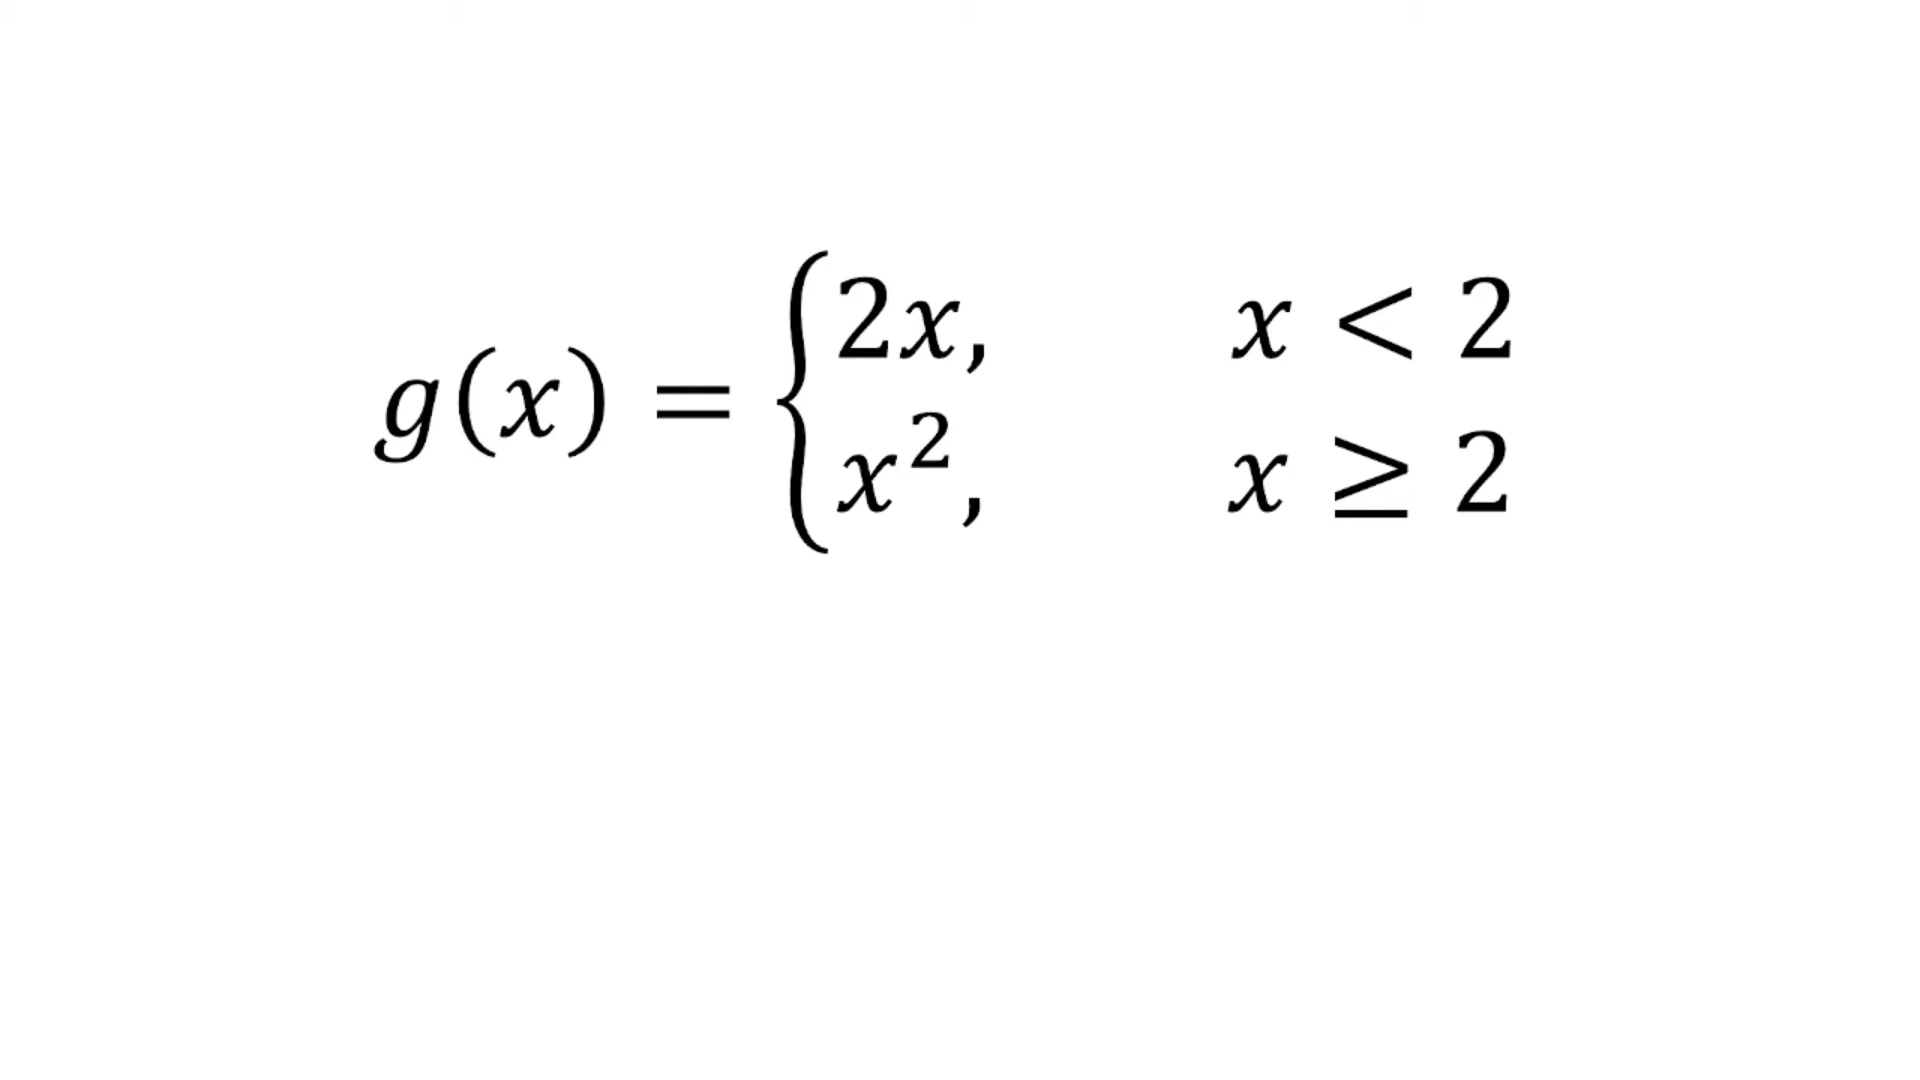 g(x) = { 2x, x < 2
x², x ≥ 2